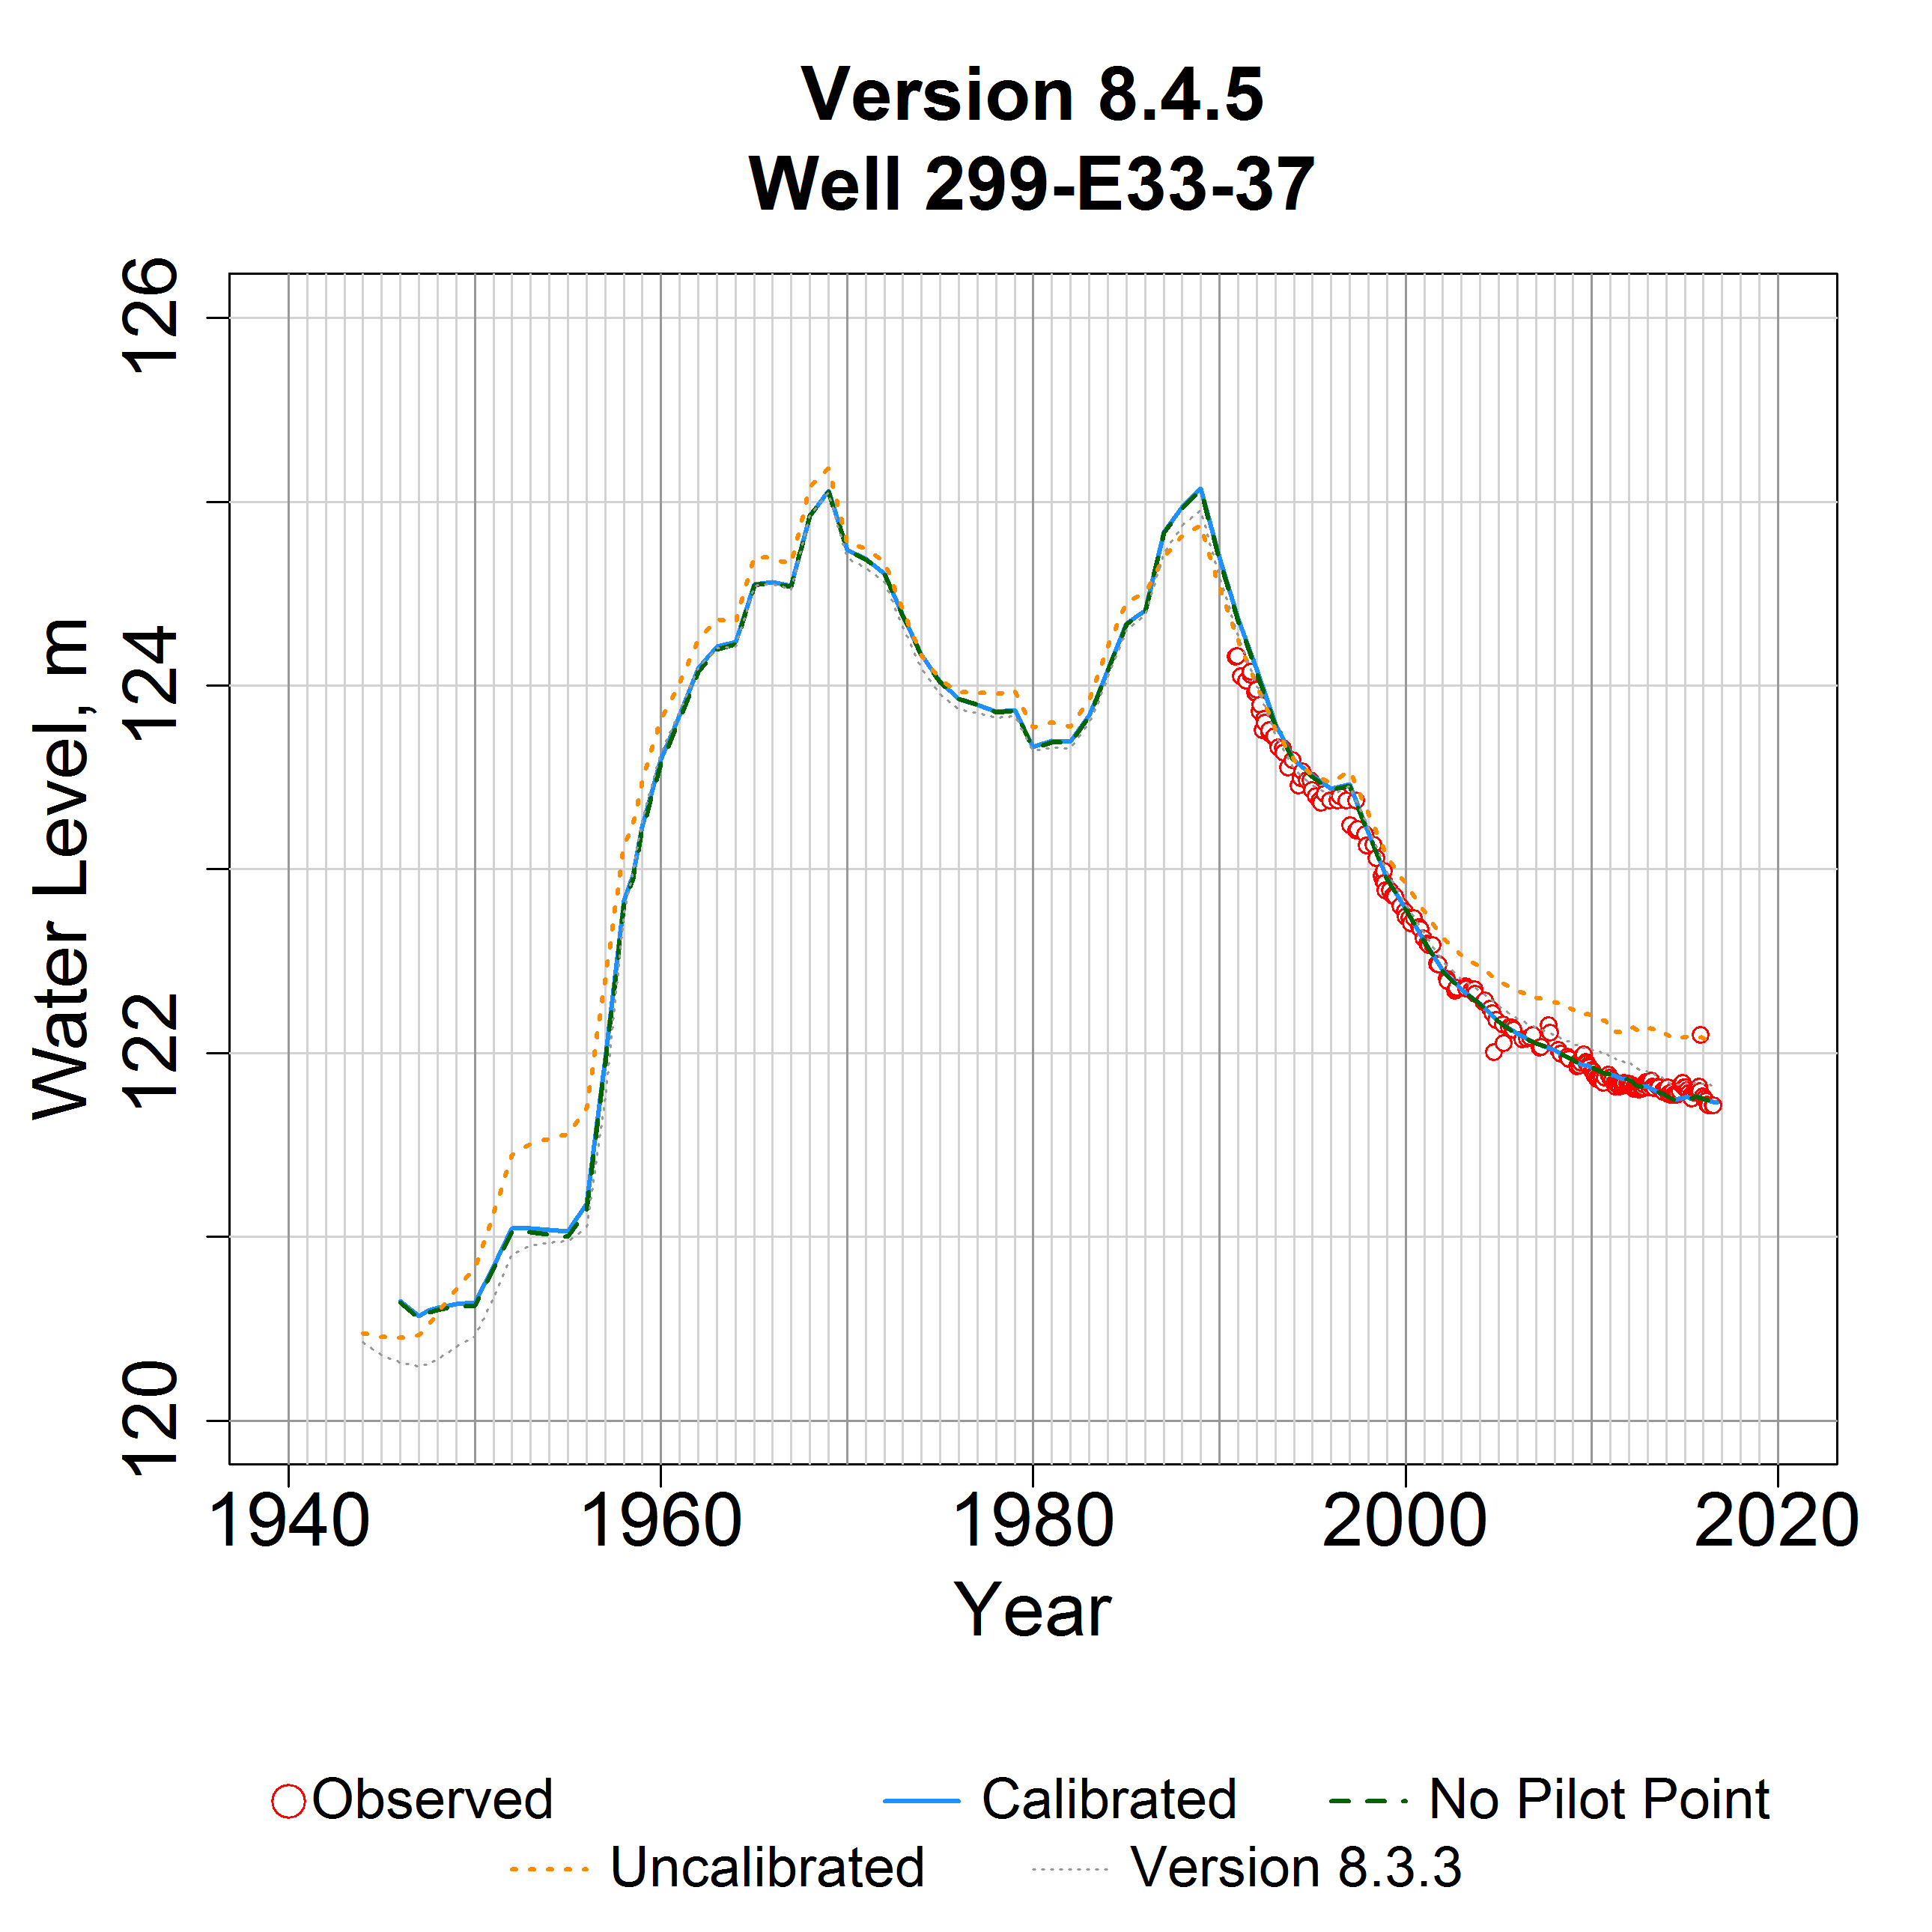 Version 8.4.5
Well 299-E33-37
126
124
122
120
Water Level, m
1940 1960 1980 2000 2020
Year
Observed Calibrated No Pilot Point
Uncalibrated Version 8.3.3